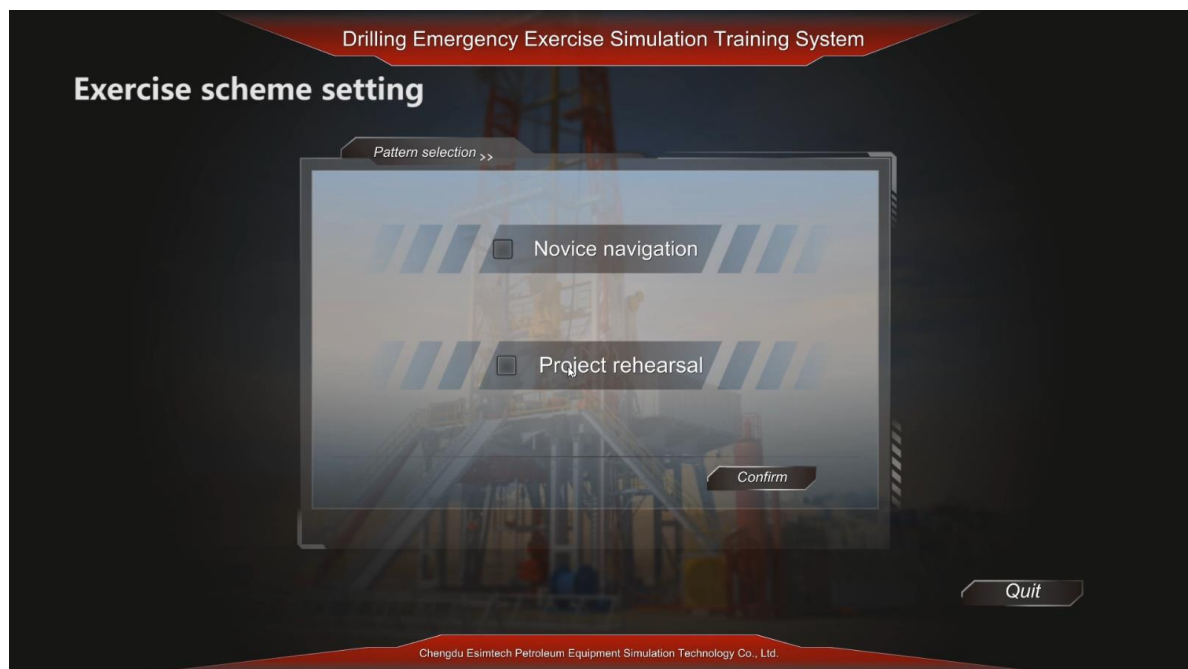 Drilling Emergency Exercise Simulation Training System
Exercise scheme setting
Pattern selection >>
Novice navigation
Project rehearsal
Confirm
Quit
Chengdu Esimtech Petroleum Equipment Simulation Technology Co., Ltd.